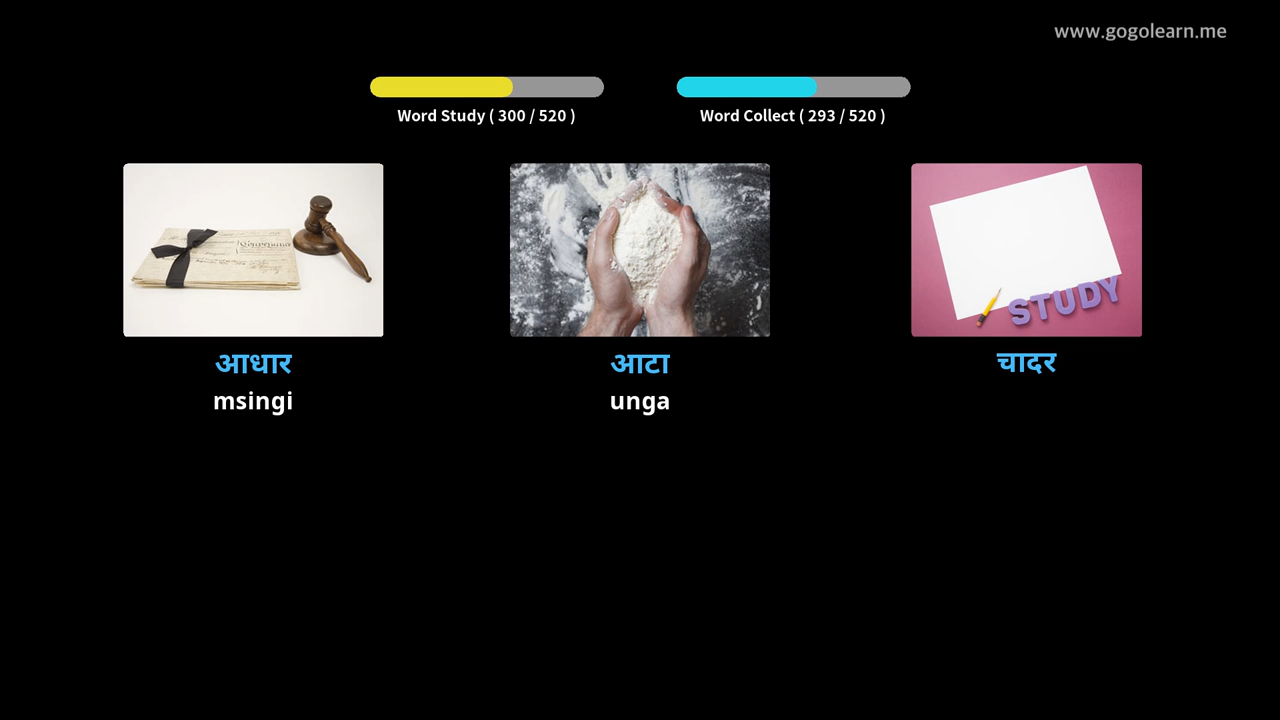 www.gogolearn.me
Word Study ( 300 / 520 )
Word Collect ( 293 / 520 )
STUDY
आधार
आटा
चादर
msingi
unga